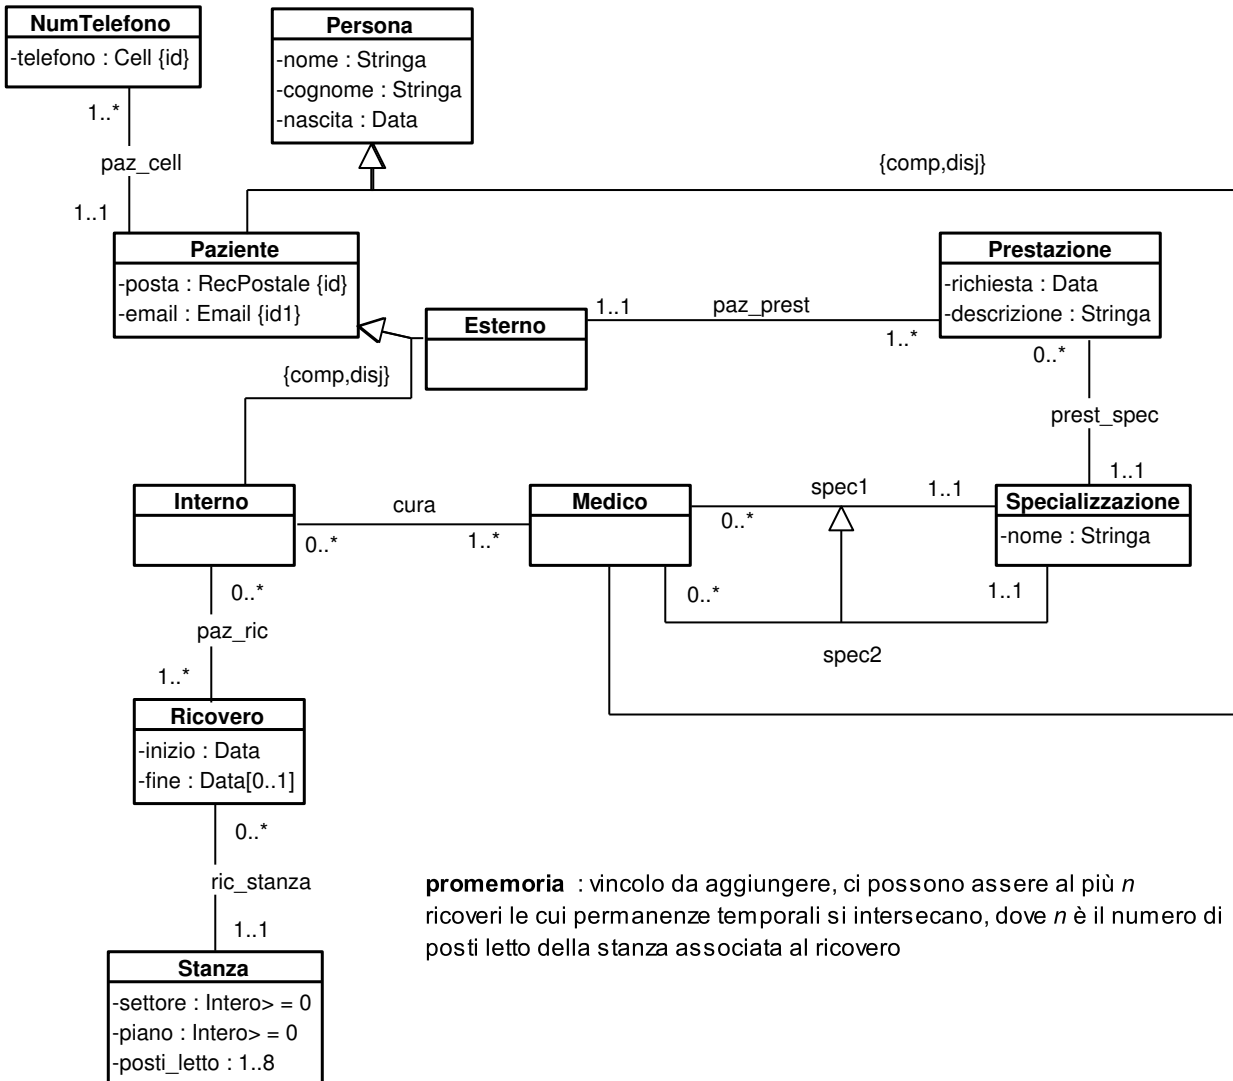 NumTelefono
-telefono : Cell {id}
Persona
-nome : Stringa
-cognome : Stringa
-nascita : Data
1..*
paz_cell
1..1
{comp,disj}
Paziente
-posta : RecPostale {id}
-email : Email {id1}
Esterno
1..1
paz_prest
1..*
Prestazione
-richiesta : Data
-descrizione : Stringa
0..*
prest_spec
1..1
{comp,disj}
Interno
cura
0..*
1..*
Medico
spec1
0..*
1..1
Specializzazione
-nome : Stringa
0..*
1..1
spec2
0..*
paz_ric
1..*
Ricovero
-inizio : Data
-fine : Data[0..1]
0..*
ric_stanza
1..1
Stanza
-settore : Intero> = 0
-piano : Intero> = 0
-posti_letto : 1..8
promemoria : vincolo da aggiungere, ci possono assere al più n
ricoveri le cui permanenze temporali si intersecano, dove n è il numero di
posti letto della stanza associata al ricovero